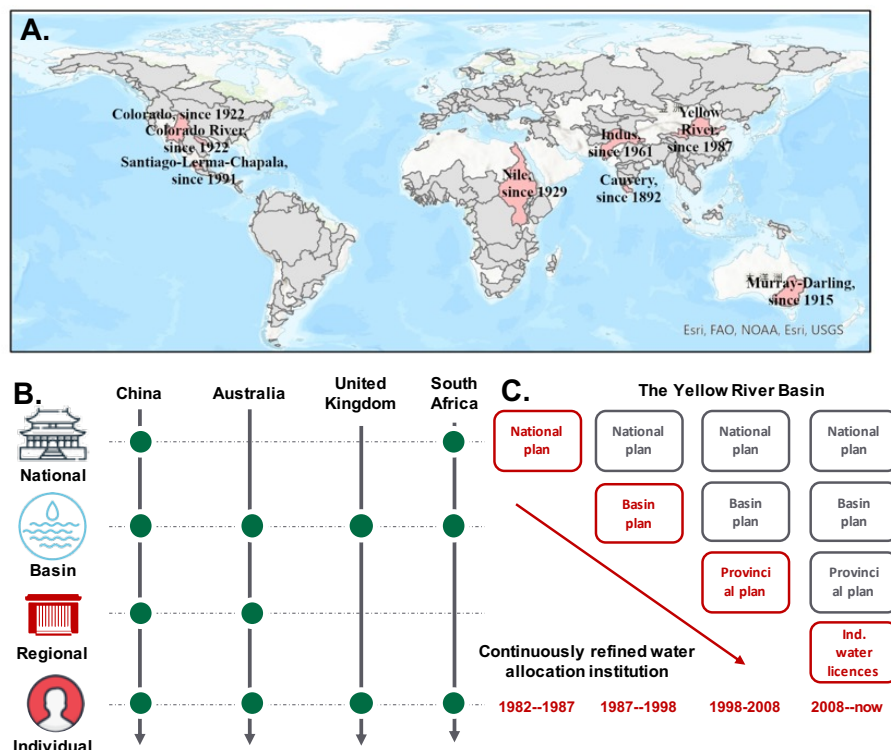 A.
Colorado, since 1922
Colorado River,
since 1922
Santiago-Lerma-Chapala,
since 1991
Nile,
since 1929
Indus,
since 1961
Cauvery,
since 1892
Yellow
River,
since 1987
Murray-Darling,
since 1915
Esri, FAO, NOAA, Esri, USGS
B.
China
Australia
United
Kingdom
South
Africa
National
Basin
Regional
Individual
C.
The Yellow River Basin
National
plan
National
plan
National
plan
National
plan
Basin
plan
Basin
plan
Basin
plan
Provinci
al plan
Provinci
al plan
Ind.
water
licences
Continuously refined water
allocation institution
1982--1987
1987--1998
1998-2008
2008--now